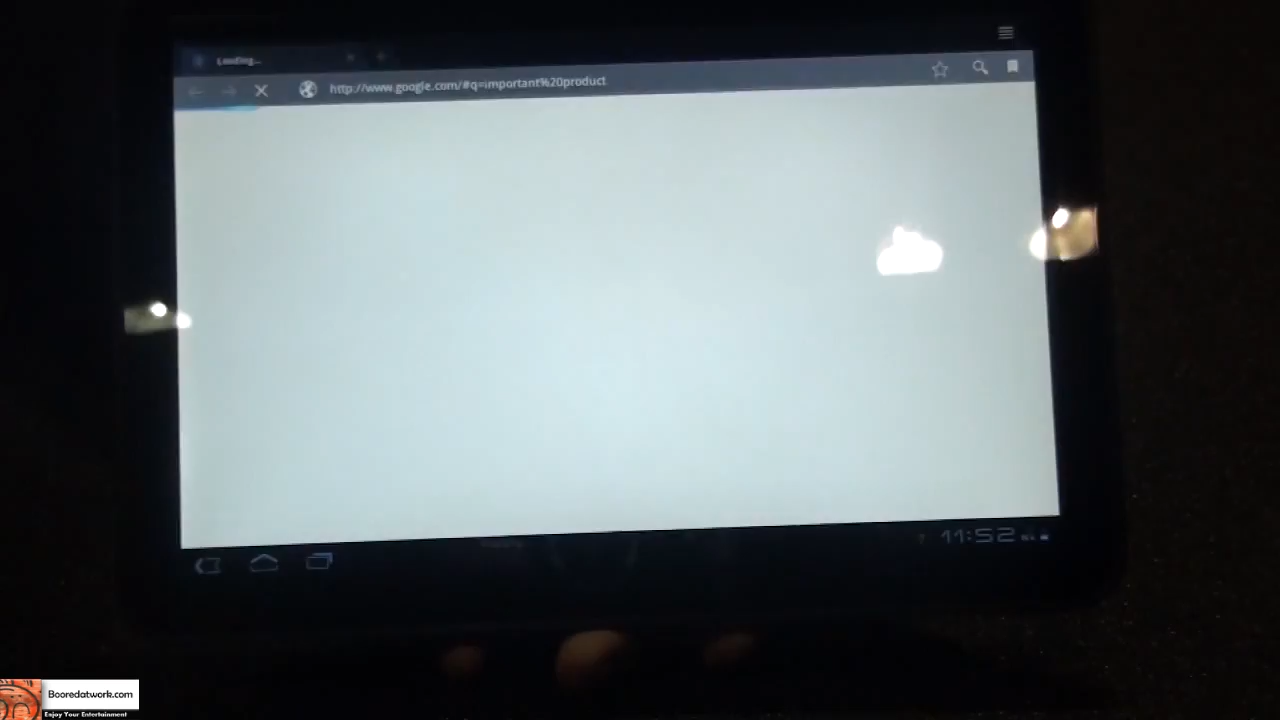 Loading...
http://www.google.com/#q=important%20product
11:52
Booredatwork.com
Enjoy Your Entertainment